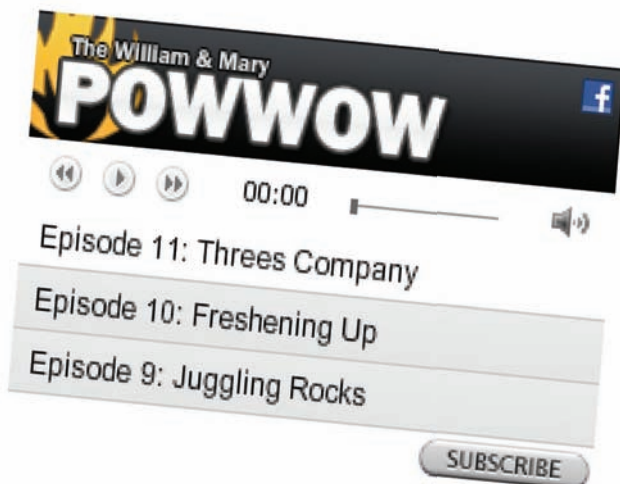 The William & Mary
POWWOW
f
00:00
Episode 11: Threes Company
Episode 10: Freshening Up
Episode 9: Juggling Rocks
SUBSCRIBE